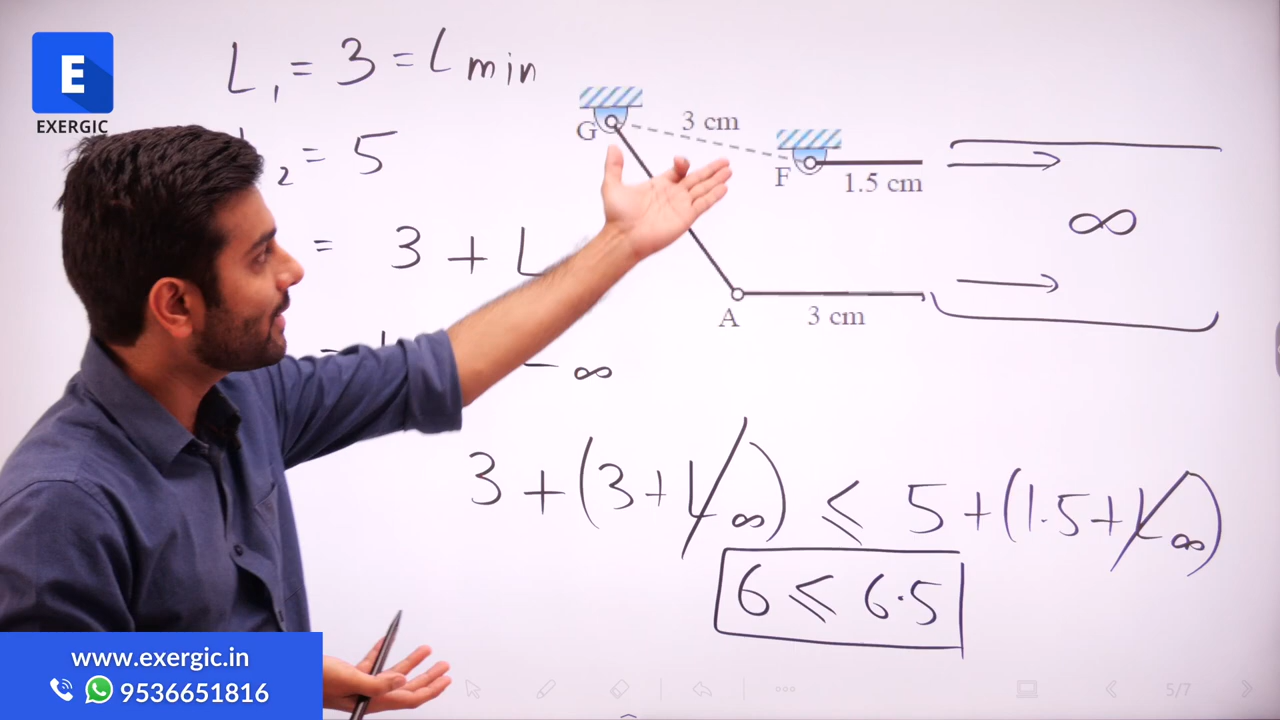 E
EXERGIC
L₁ = 3 = L min
₂ = 5
= 3 + L
- ∞
G
3 cm
F
1.5 cm
∞
A
3 cm
3 + (3 + L∞) ⩽ 5 + (1.5 + L∞)
6 ⩽ 6.5
www.exergic.in
9536651816
5/7